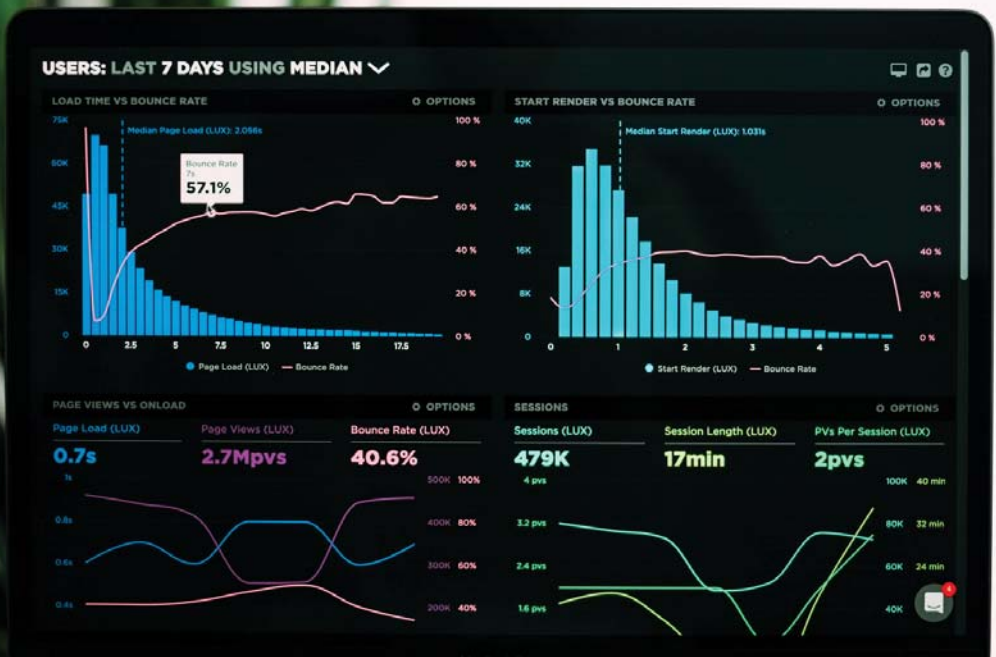 USERS: LAST 7 DAYS USING MEDIAN
LOAD TIME VS BOUNCE RATE
OPTIONS
75K
60K
45K
30K
15K
0
Median Page Load (LUX): 2.056s
Bounce Rate
7s
57.1%
100 %
80 %
60 %
40 %
20 %
0 %
0 2.5 5 7.5 10 12.5 15 17.5
Page Load (LUX) Bounce Rate
START RENDER VS BOUNCE RATE
OPTIONS
40K
32K
24K
16K
8K
0
Median Start Render (LUX): 1.031s
100 %
80 %
60 %
40 %
20 %
0 %
0 1 2 3 4 5
Start Render (LUX) Bounce Rate
PAGE VIEWS VS ONLOAD
OPTIONS
Page Load (LUX) Page Views (LUX) Bounce Rate (LUX)
0.7s 2.7Mpvs 40.6%
1s 500K 100%
0.8s 400K 80%
0.6s 300K 60%
0.4s 200K 40%
SESSIONS
OPTIONS
Sessions (LUX) Session Length (LUX) PVs Per Session (LUX)
479K 17min 2pvs
4 pvs 100K 40 min
3.2 pvs 80K 32 min
2.4 pvs 60K 24 min
1.6 pvs 40K
4